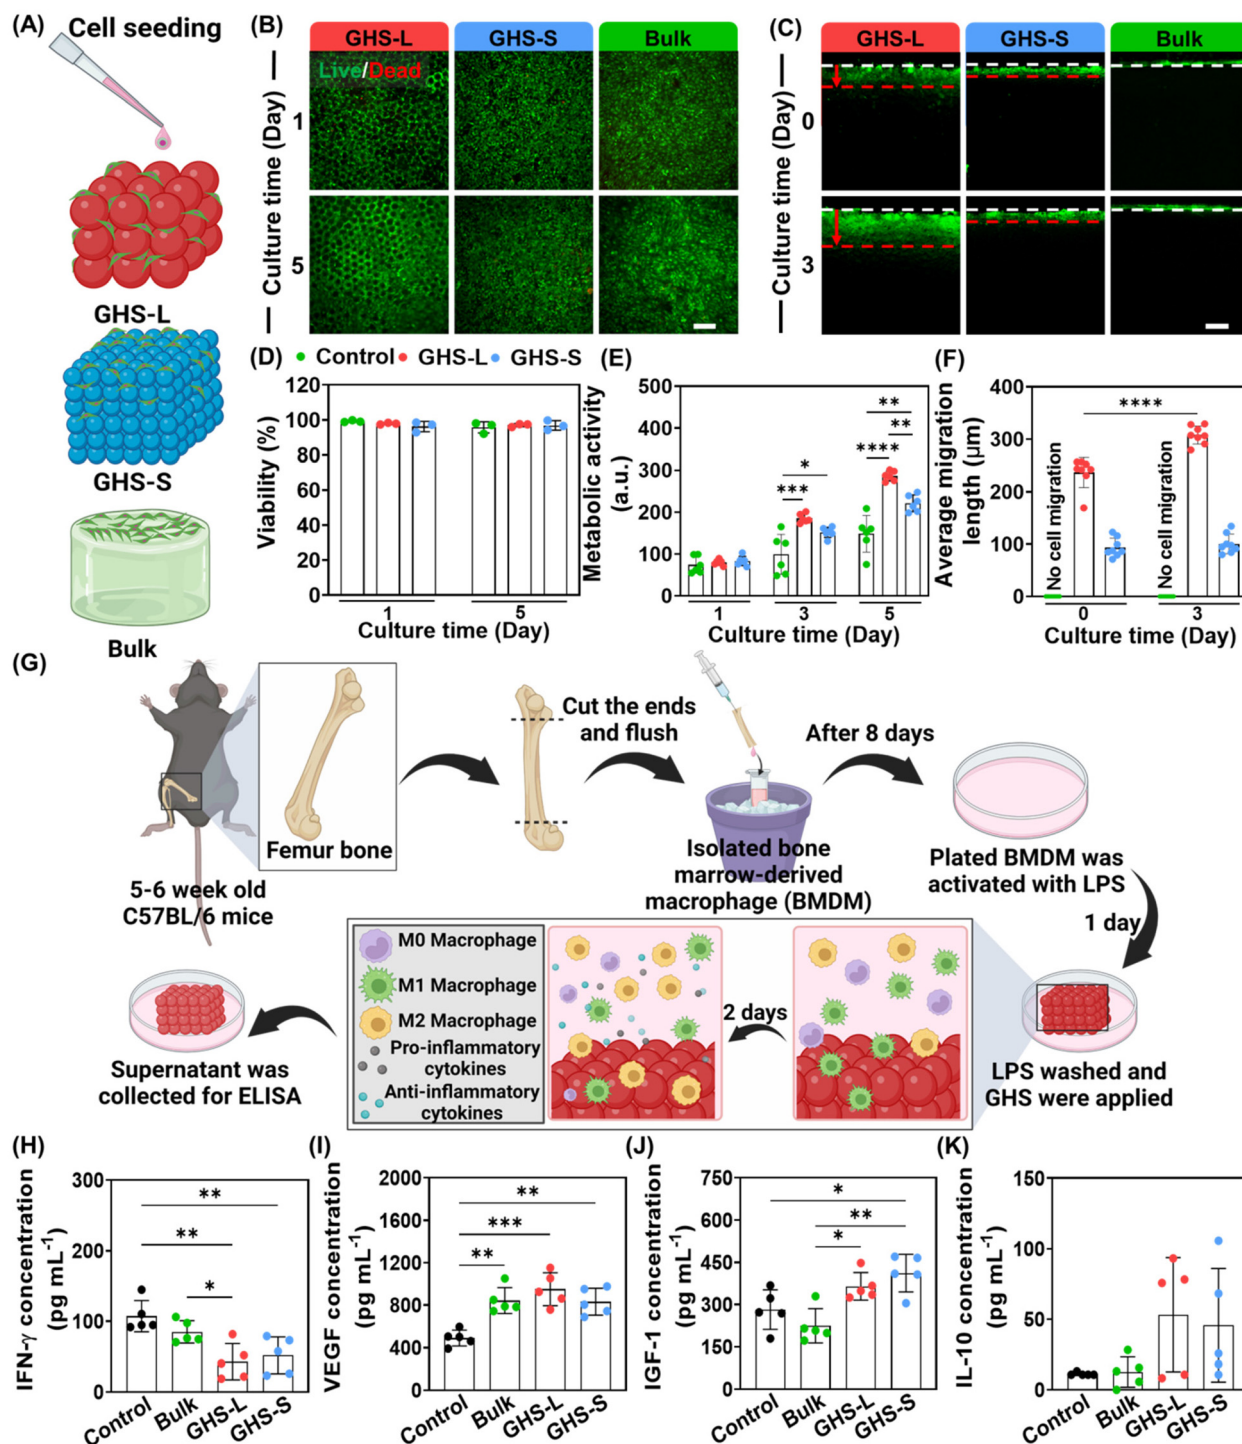 (A)
Cell seeding
GHS-L
GHS-S
Bulk
(B)
GHS-L
GHS-S
Bulk
Live/Dead
Culture time (Day)
1
5
(C)
GHS-L
GHS-S
Bulk
Culture time (Day)
0
3
(D)
Control
GHS-L
GHS-S
Viability (%)
120
100
80
60
40
20
0
1
5
Culture time (Day)
(E)
Metabolic activity
(a.u.)
500
400
300
200
100
0
*
***
**
**
****
1
3
5
Culture time (Day)
(F)
Average migration
length (μm)
400
300
200
100
0
****
No cell migration
No cell migration
0
3
Culture time (Day)
(G)
5-6 week old
C57BL/6 mice
Femur bone
Cut the ends
and flush
Isolated bone
marrow-derived
macrophage (BMDM)
After 8 days
Plated BMDM was
activated with LPS
1 day
LPS washed and
GHS were applied
2 days
M0 Macrophage
M1 Macrophage
M2 Macrophage
Pro-inflammatory
cytokines
Anti-inflammatory
cytokines
Supernatant was
collected for ELISA
(H)
IFN-γ concentration
(pg mL⁻¹)
300
200
100
0
**
**
*
Control
Bulk
GHS-L
GHS-S
(I)
VEGF concentration
(pg mL⁻¹)
2000
1600
1200
800
400
0
**
***
**
Control
Bulk
GHS-L
GHS-S
(J)
IGF-1 concentration
(pg mL⁻¹)
750
600
450
300
150
0
*
**
*
Control
Bulk
GHS-L
GHS-S
(K)
IL-10 concentration
(pg mL⁻¹)
150
100
50
0
Control
Bulk
GHS-L
GHS-S